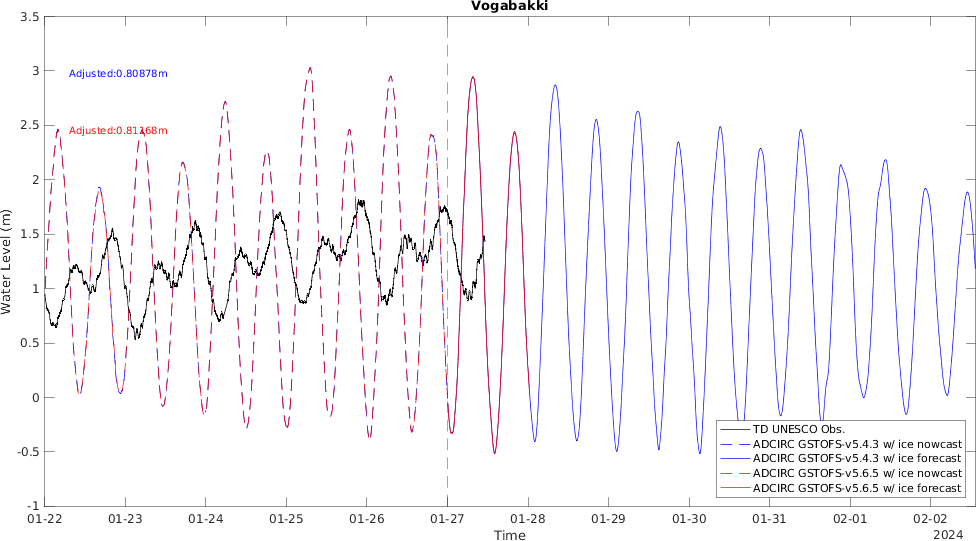 Vogabakki
3.5
3
2.5
2
1.5
1
0.5
0
-0.5
-1
Water Level (m)
Adjusted:0.80878m
Adjusted:0.81168m
TD UNESCO Obs.
ADCIRC GSTOFS-v5.4.3 w/ ice nowcast
ADCIRC GSTOFS-v5.4.3 w/ ice forecast
ADCIRC GSTOFS-v5.6.5 w/ ice nowcast
ADCIRC GSTOFS-v5.6.5 w/ ice forecast
01-22 01-23 01-24 01-25 01-26 01-27 01-28 01-29 01-30 01-31 02-01 02-02
Time
2024